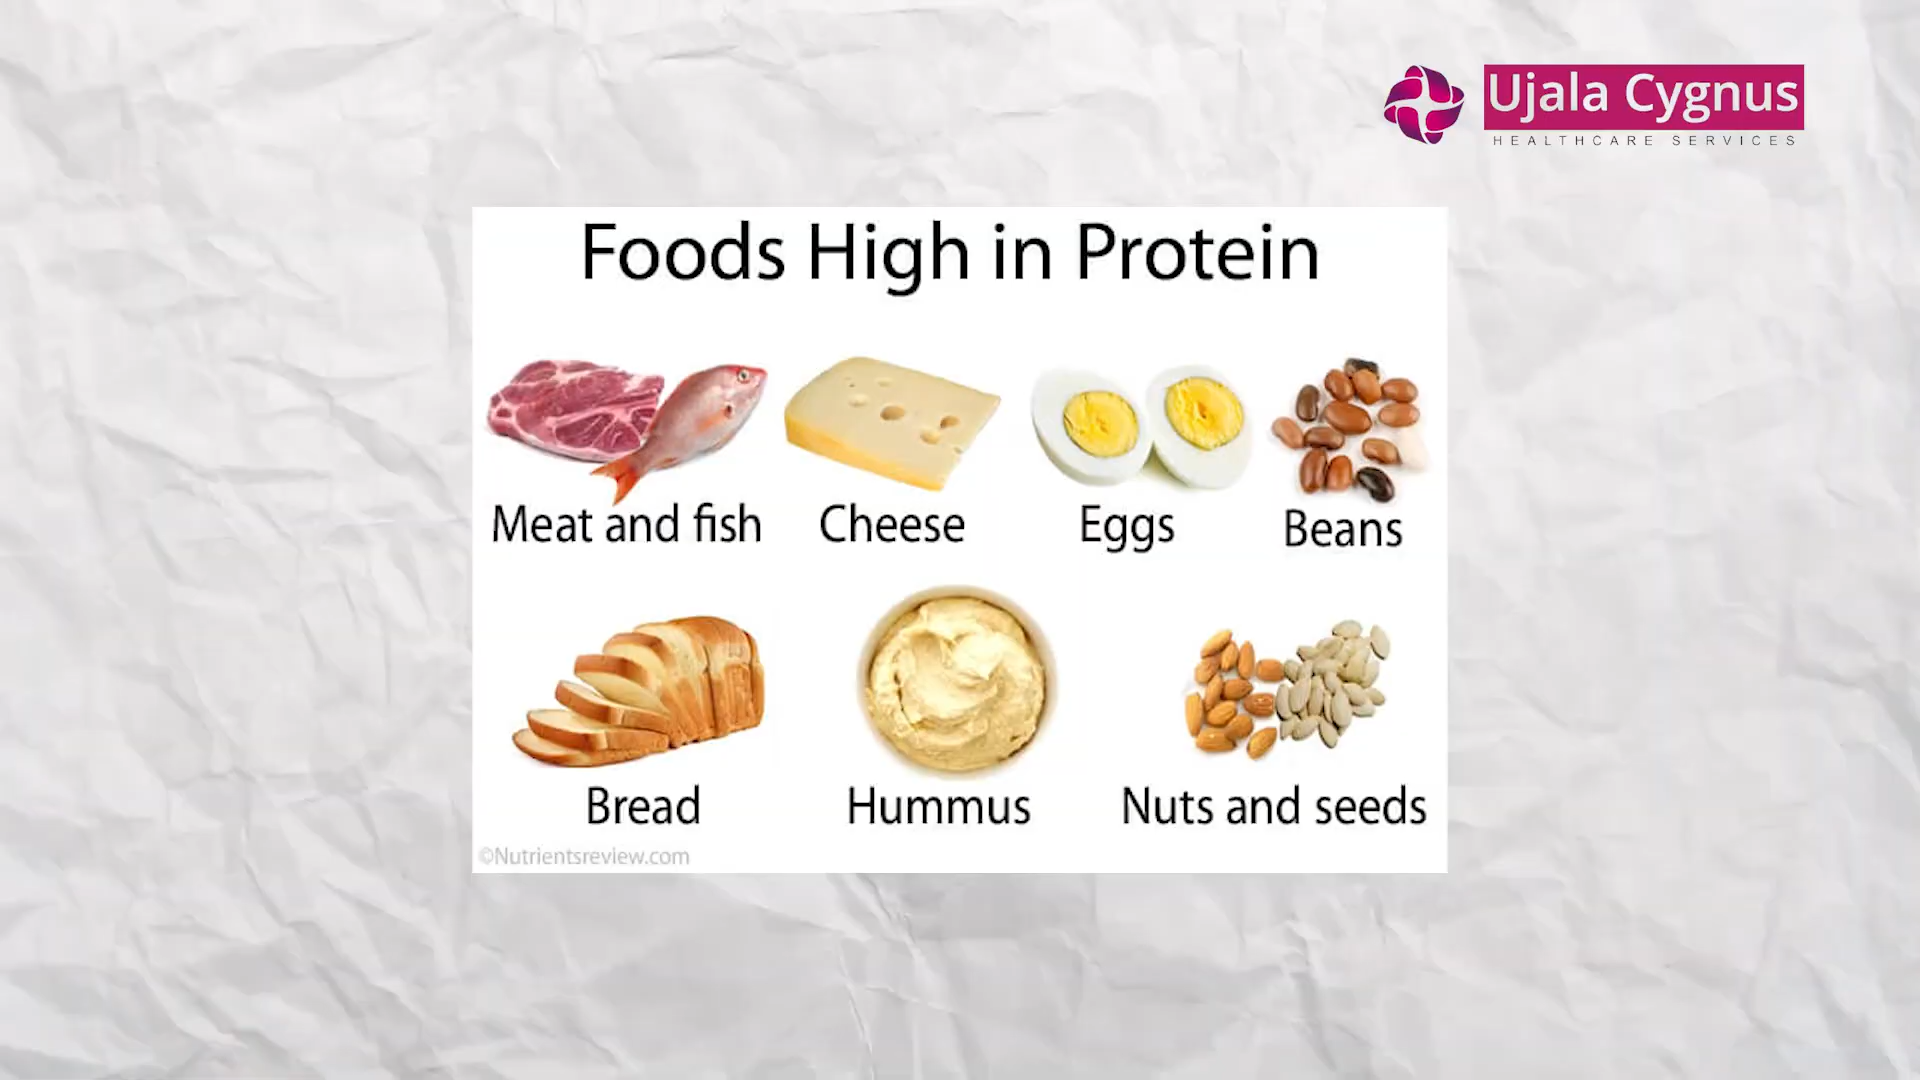 Ujala Cygnus
HEALTHCARE SERVICES
Foods High in Protein
Meat and fish
Cheese
Eggs
Beans
Bread
Hummus
Nuts and seeds
©Nutrientsreview.com